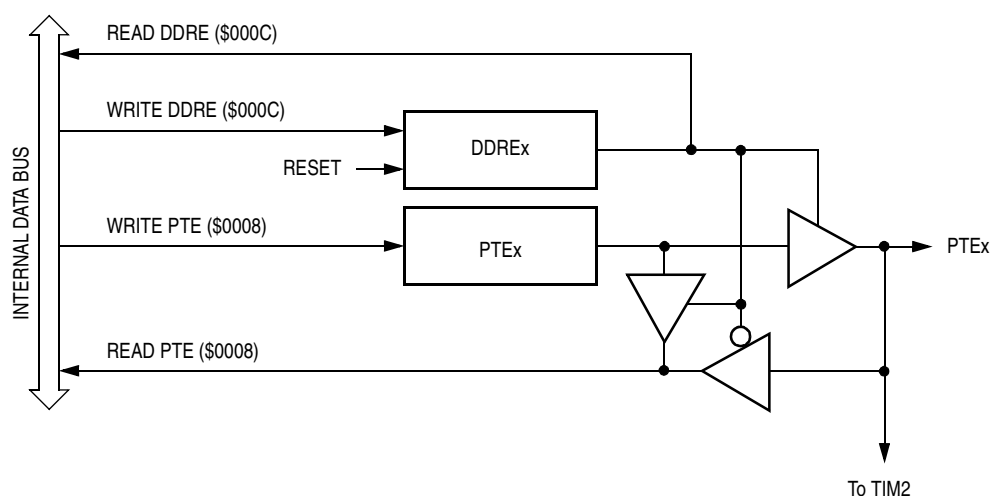 READ DDRE ($000C)
WRITE DDRE ($000C)
DDREx
RESET
INTERNAL DATA BUS
WRITE PTE ($0008)
PTEx
PTEx
READ PTE ($0008)
To TIM2